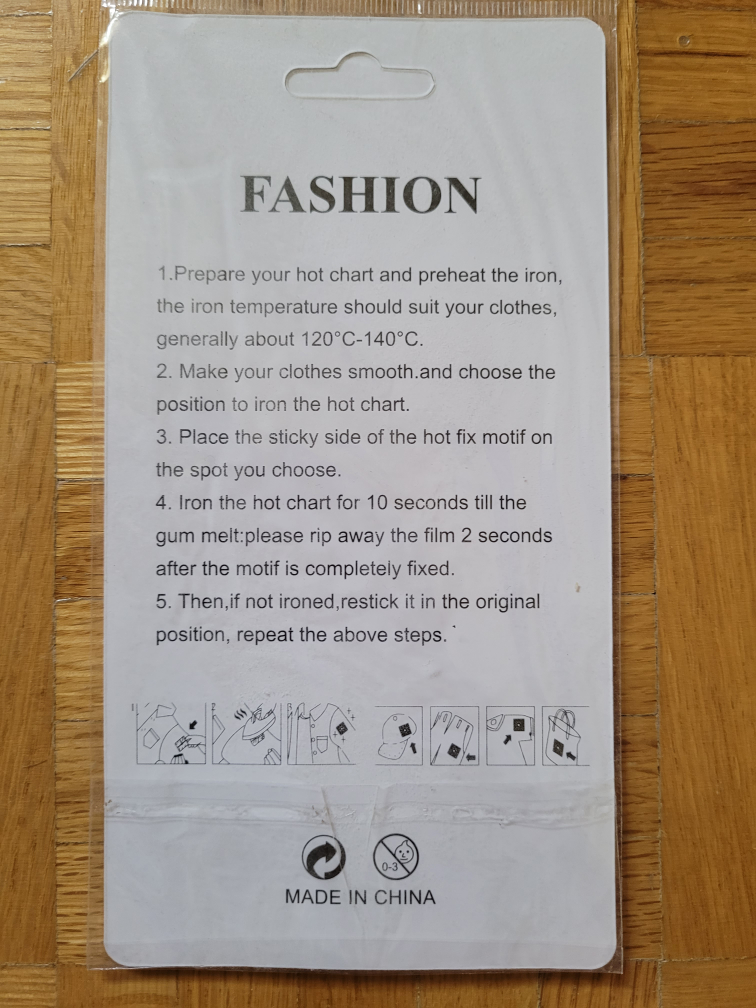 FASHION
1.Prepare your hot chart and preheat the iron,
the iron temperature should suit your clothes,
generally about 120°C-140°C.
2. Make your clothes smooth.and choose the
position to iron the hot chart.
3. Place the sticky side of the hot fix motif on
the spot you choose.
4. Iron the hot chart for 10 seconds till the
gum melt:please rip away the film 2 seconds
after the motif is completely fixed.
5. Then,if not ironed,restick it in the original
position, repeat the above steps.
1 2 3
0-3
MADE IN CHINA